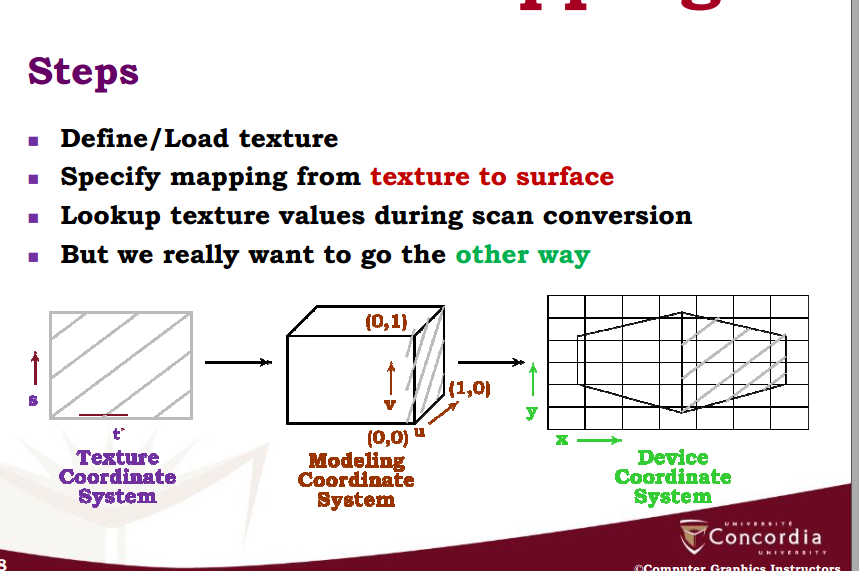 Steps
Define/Load texture
Specify mapping from texture to surface
Lookup texture values during scan conversion
But we really want to go the other way
(0,1)
(1,0)
s
v
y
t
(0,0) u
x
Texture
Coordinate
System
Modeling
Coordinate
System
Device
Coordinate
System
UNIVERSITÉ
Concordia
UNIVERSITY
8
©Computer Graphics Instructors